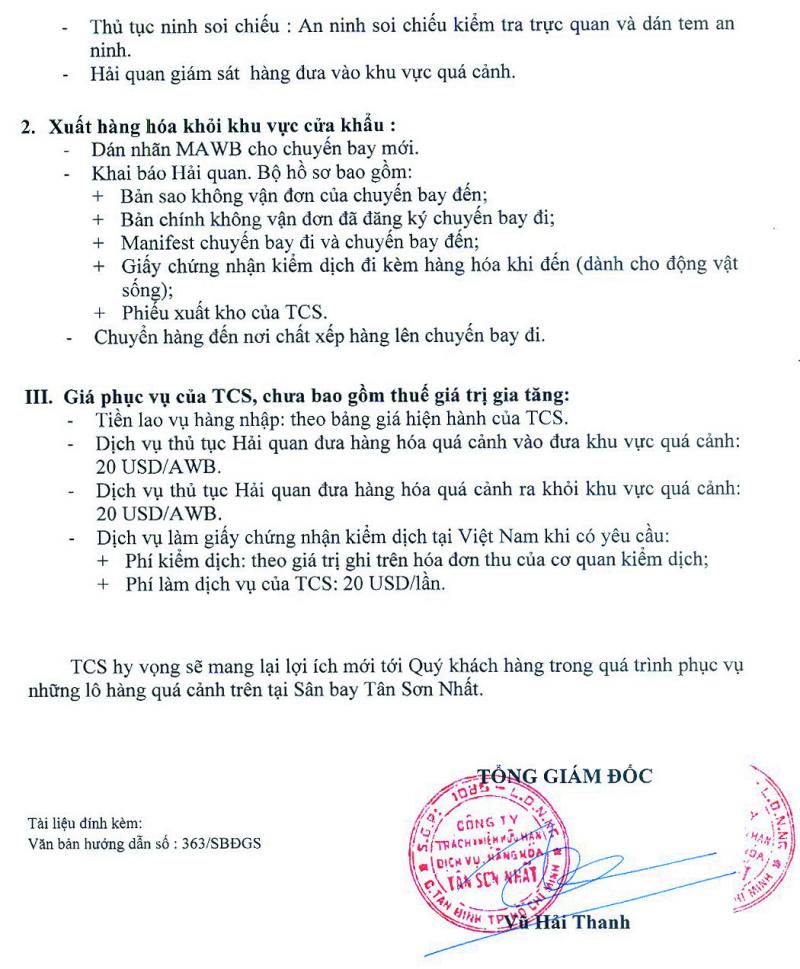 - Thủ tục ninh soi chiếu : An ninh soi chiếu kiểm tra trực quan và dán tem an
ninh.
- Hải quan giám sát hàng đưa vào khu vực quá cảnh.
2. Xuất hàng hóa khỏi khu vực cửa khẩu :
- Dán nhãn MAWB cho chuyến bay mới.
- Khai báo Hải quan. Bộ hồ sơ bao gồm:
+ Bản sao không vận đơn của chuyến bay đến;
+ Bản chính không vận đơn đã đăng ký chuyến bay đi;
+ Manifest chuyến bay đi và chuyến bay đến;
+ Giấy chứng nhận kiểm dịch đi kèm hàng hóa khi đến (dành cho động vật
sống);
+ Phiếu xuất kho của TCS.
- Chuyển hàng đến nơi chất xếp hàng lên chuyến bay đi.
III. Giá phục vụ của TCS, chưa bao gồm thuế giá trị gia tăng:
- Tiền lao vụ hàng nhập: theo bảng giá hiện hành của TCS.
- Dịch vụ thủ tục Hải quan đưa hàng hóa quá cảnh vào đưa khu vực quá cảnh:
20 USD/AWB.
- Dịch vụ thủ tục Hải quan đưa hàng hóa quá cảnh ra khỏi khu vực quá cảnh:
20 USD/AWB.
- Dịch vụ làm giấy chứng nhận kiểm dịch tại Việt Nam khi có yêu cầu:
+ Phí kiểm dịch: theo giá trị ghi trên hóa đơn thu của cơ quan kiểm dịch;
+ Phí làm dịch vụ của TCS: 20 USD/lần.
TCS hy vọng sẽ mang lại lợi ích mới tới Quý khách hàng trong quá trình phục vụ
những lô hàng quá cảnh trên tại Sân bay Tân Sơn Nhất.
TỔNG GIÁM ĐỐC
S.G.P: 1085 - L.D.N.NG
CÔNG TY
TRÁCH NHIỆM HỮU HẠN
DỊCH VỤ HÀNG HÓA
TÂN SƠN NHẤT
Q.TÂN BÌNH TP.HỒ CHÍ MINH
Tài liệu đính kèm:
Văn bản hướng dẫn số : 363/SBĐGS
Vũ Hải Thanh